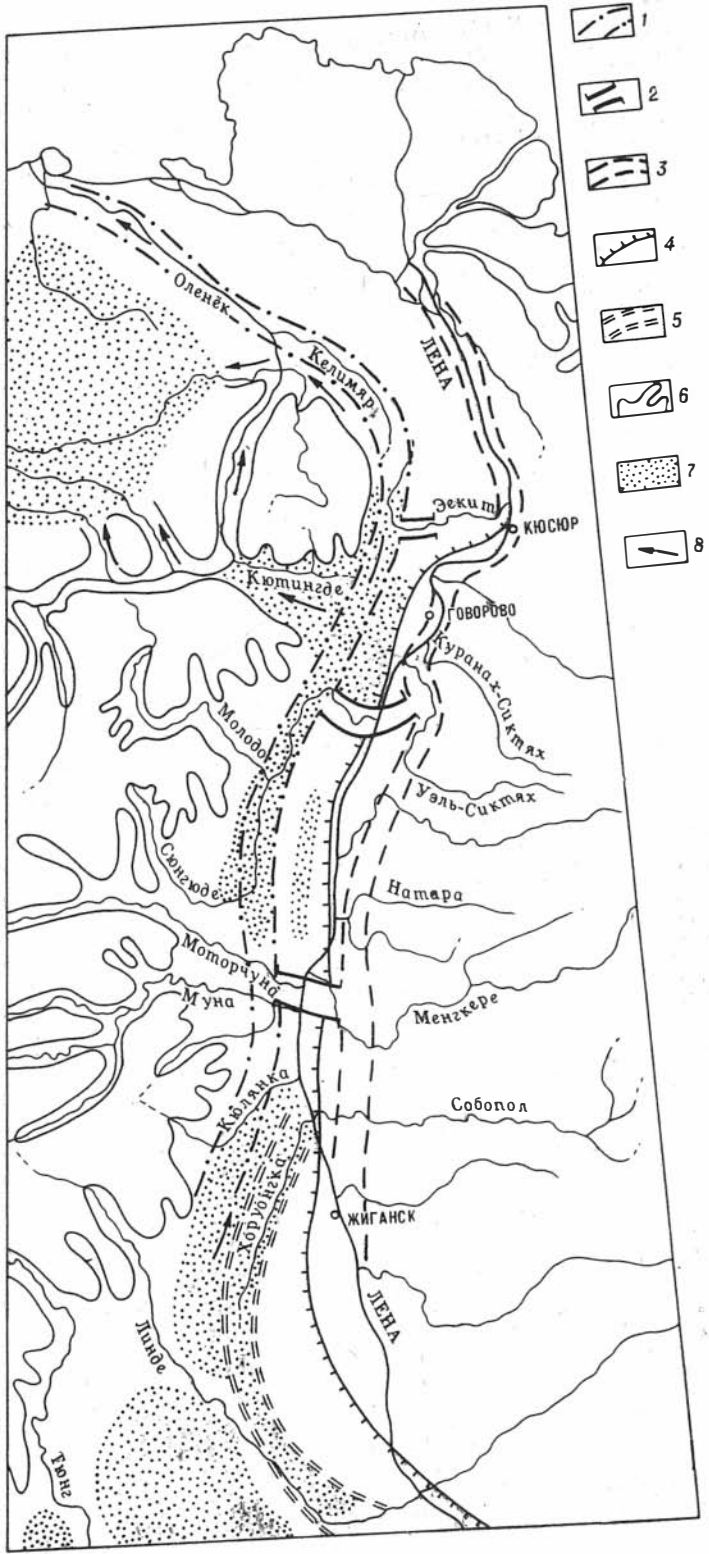 1
2
3
4
5
6
7
8
Оленёк
Келимяр
ЛЕНА
Эекит
КЮСЮР
Кютингде
ГОВОРОВО
Куранах-Сиктях
Молодо
Уэль-Сиктях
Сюнгюде
Натара
Моторчуна
Муна
Менгкере
Кюлянка
Собопол
Хорубнгка
ЖИГАНСК
ЛЕНА
Линде
Тюнг